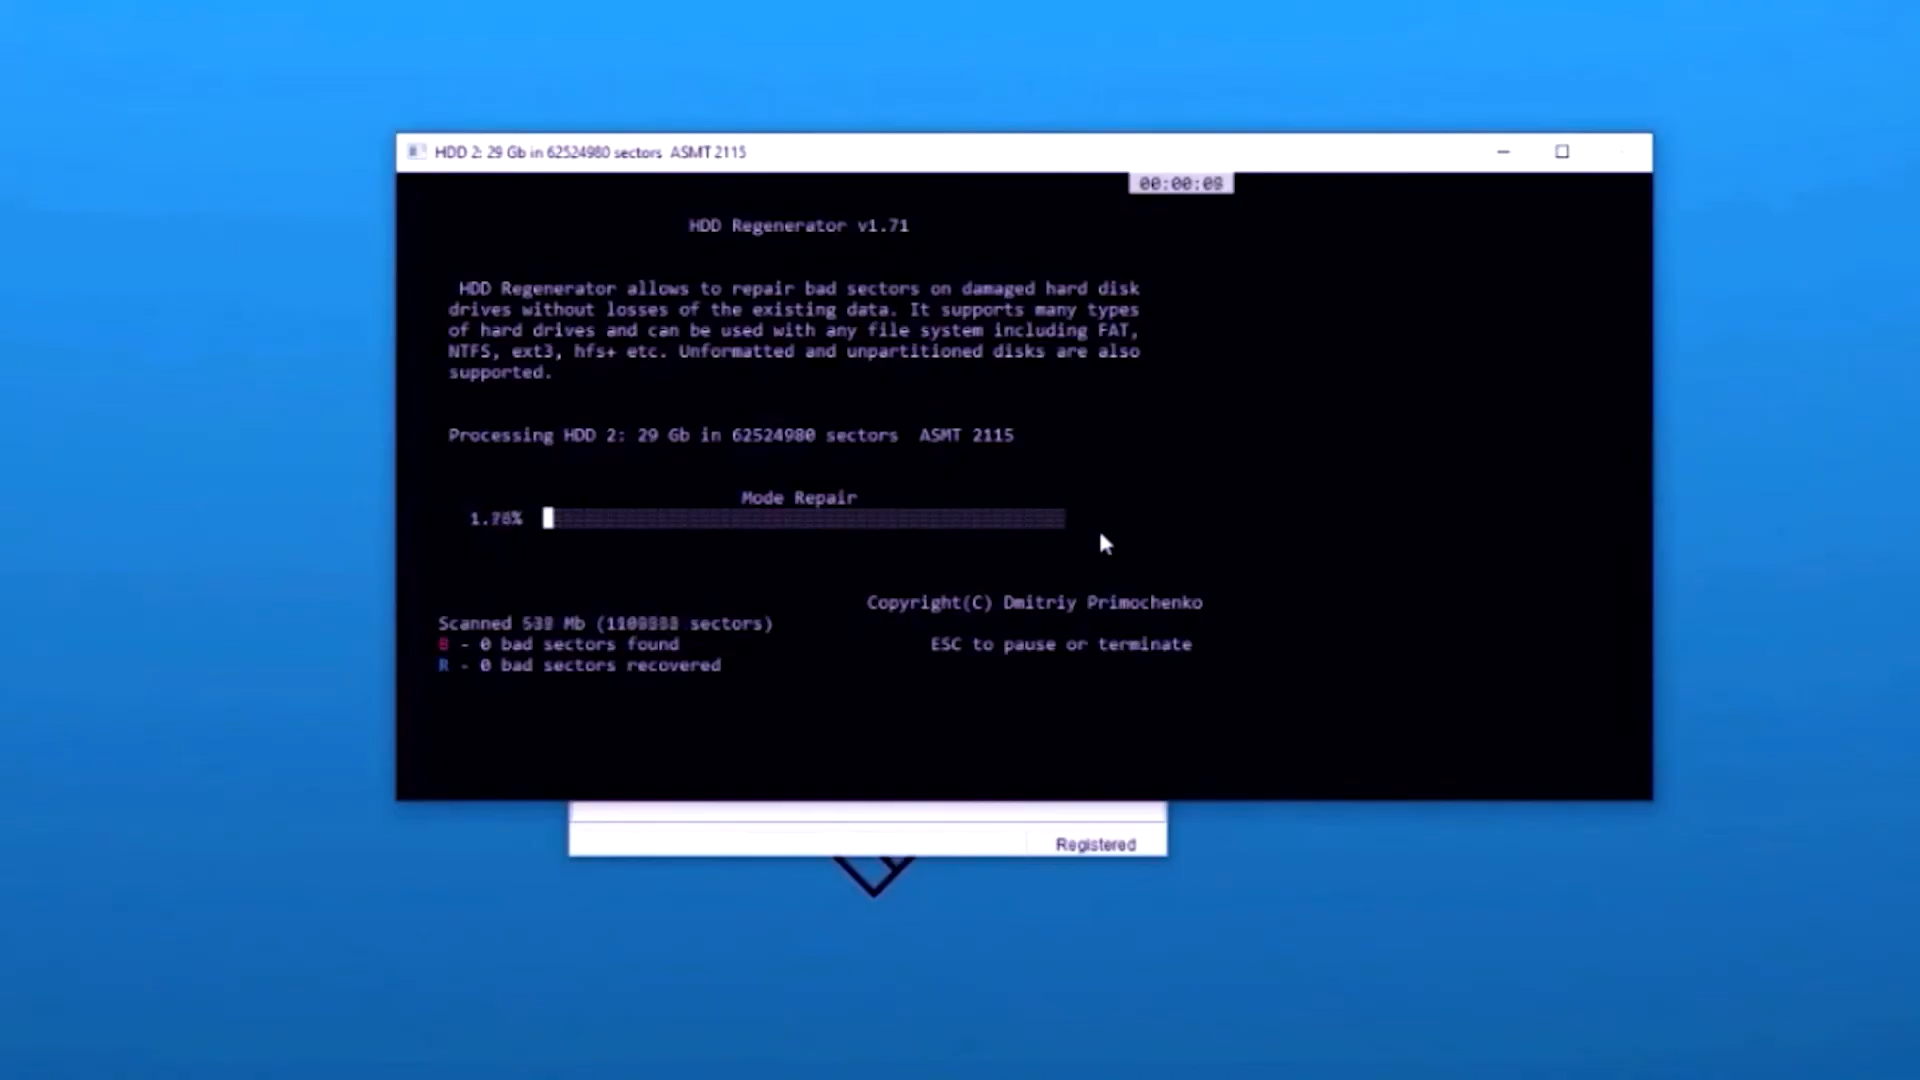 HDD 2: 29 Gb in 62524980 sectors ASMT 2115
HDD Regenerator v1.71
HDD Regenerator allows to repair bad sectors on damaged hard disk
drives without losses of the existing data. It supports many types
of hard drives and can be used with any file system including FAT,
NTFS, ext3, hfs+ etc. Unformatted and unpartitioned disks are also
supported.
Processing HDD 2: 29 Gb in 62524980 sectors ASMT 2115
Mode Repair
Copyright(C) Dmitriy Primochenko
Scanned Mb ( sectors)
B - 0 bad sectors found
ESC to pause or terminate
R - 0 bad sectors recovered
Registered